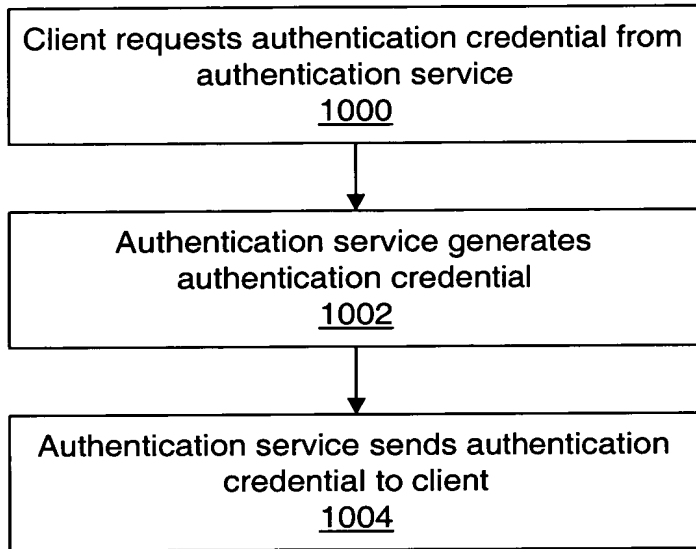 Client requests authentication credential from
authentication service
1000
Authentication service generates
authentication credential
1002
Authentication service sends authentication
credential to client
1004